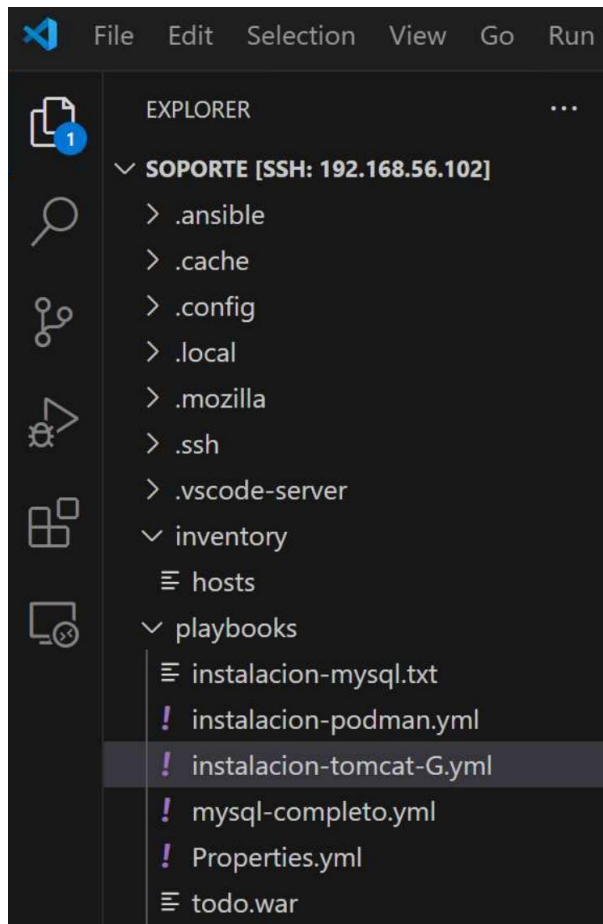 File Edit Selection View Go Run
EXPLORER ...
1
SOPORTE [SSH: 192.168.56.102]
.ansible
.cache
.config
.local
.mozilla
.ssh
.vscode-server
inventory
hosts
playbooks
instalacion-mysql.txt
! instalacion-podman.yml
! instalacion-tomcat-G.yml
! mysql-completo.yml
! Properties.yml
todo.war